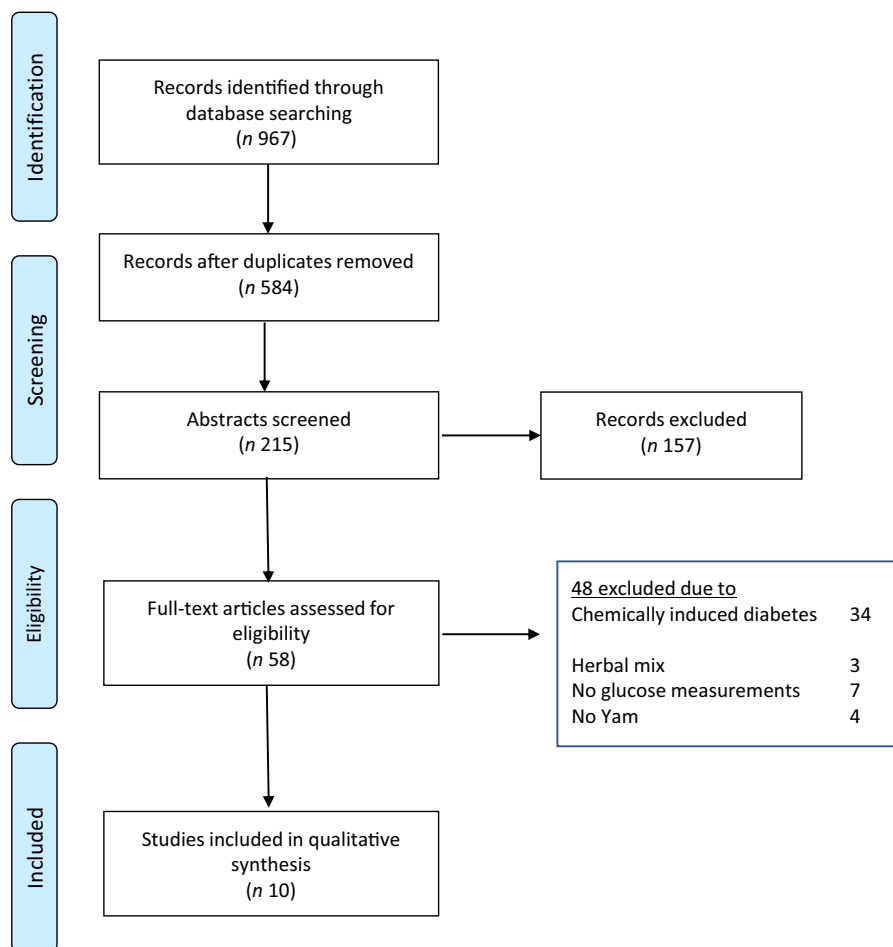 Identification
Records identified through
database searching
(n 967)
Records after duplicates removed
(n 584)
Screening
Abstracts screened
(n 215)
Records excluded
(n 157)
Eligibility
Full-text articles assessed for
eligibility
(n 58)
48 excluded due to
Chemically induced diabetes 34
Herbal mix 3
No glucose measurements 7
No Yam 4
Included
Studies included in qualitative
synthesis
(n 10)